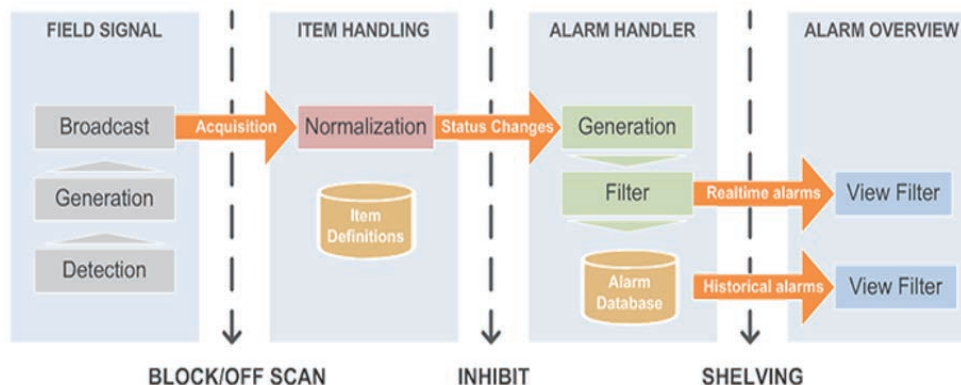 FIELD SIGNAL
ITEM HANDLING
ALARM HANDLER
ALARM OVERVIEW
Broadcast
Acquisition
Normalization
Status Changes
Generation
Generation
Filter
Realtime alarms
View Filter
Item
Definitions
Detection
Alarm
Database
Historical alarms
View Filter
BLOCK/OFF SCAN
INHIBIT
SHELVING